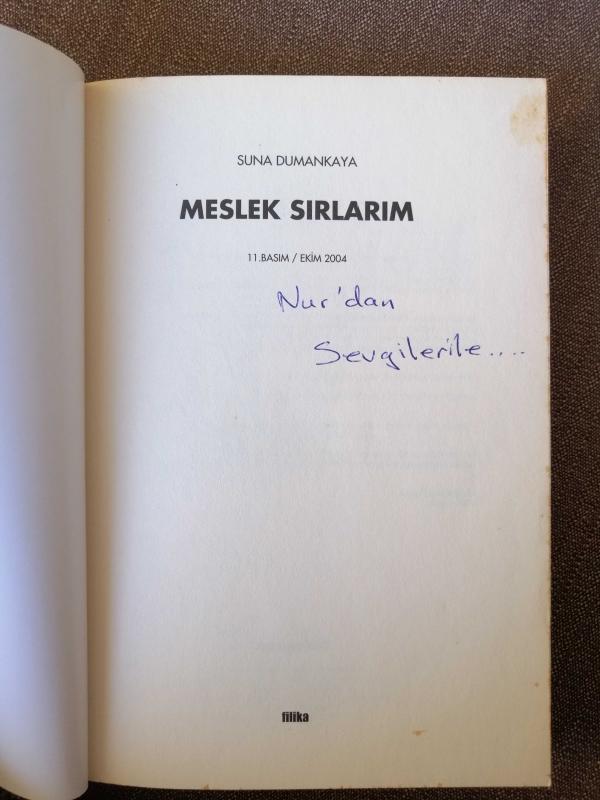 SUNA DUMANKAYA
MESLEK SIRLARIM
11.BASIM / EKİM 2004
Nur'dan
Sevgilerile....
filika